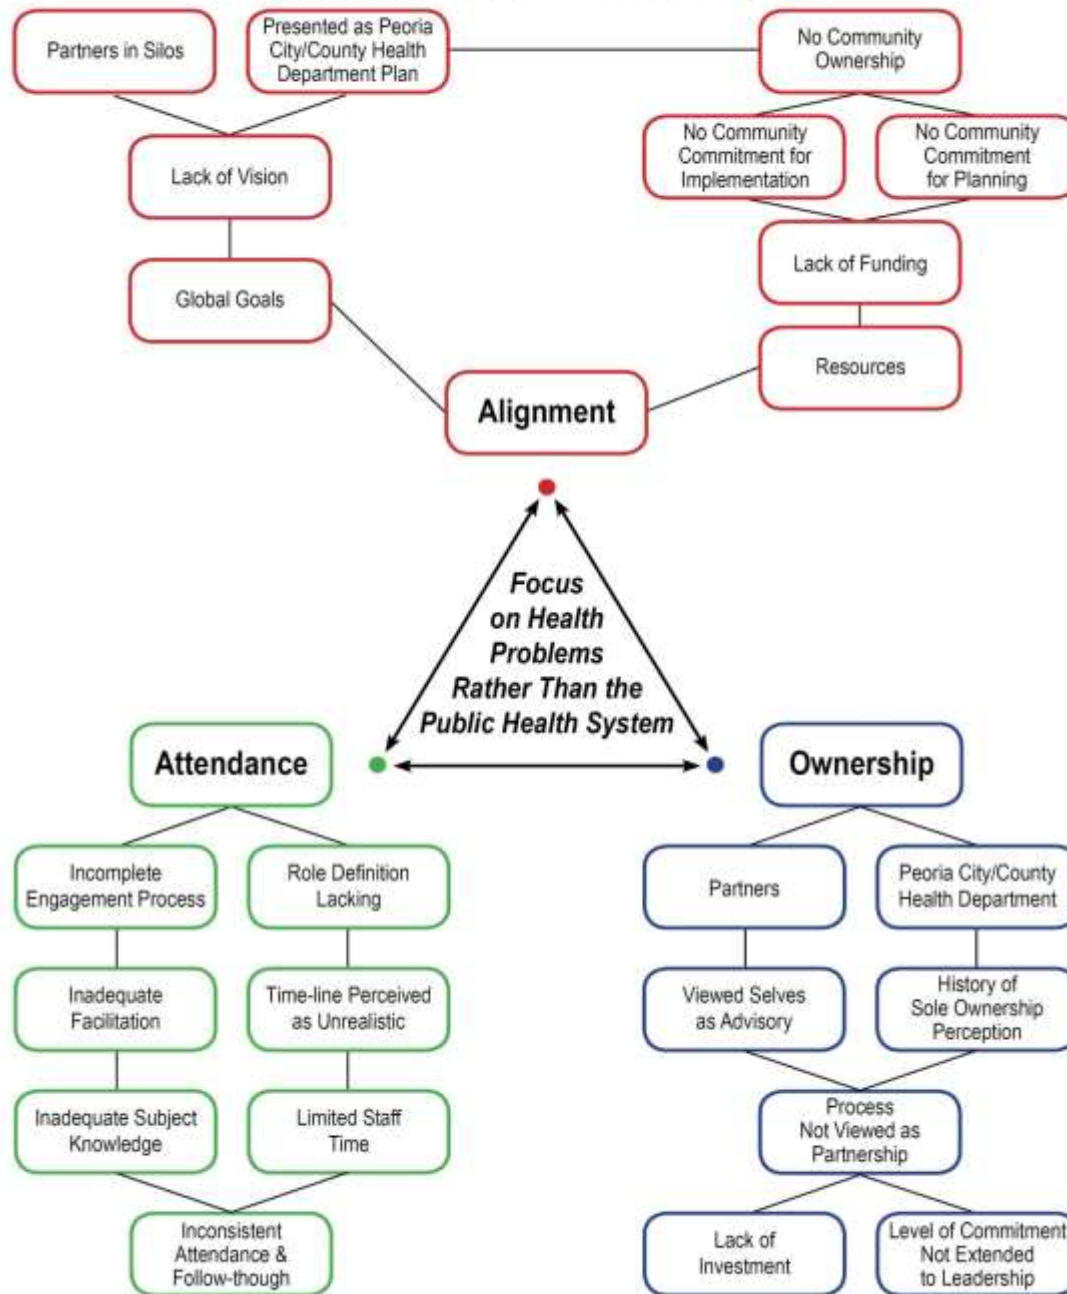 Partners in Silos
Presented as Peoria
City/County Health
Department Plan
No Community
Ownership
No Community
Commitment for
Implementation
No Community
Commitment
for Planning
Lack of Vision
Lack of Funding
Global Goals
Resources
Alignment
Focus
on Health
Problems
Rather Than the
Public Health System
Attendance
Ownership
Incomplete
Engagement Process
Role Definition
Lacking
Partners
Peoria City/County
Health Department
Inadequate
Facilitation
Time-line Perceived
as Unrealistic
Viewed Selves
as Advisory
History of
Sole Ownership
Perception
Inadequate Subject
Knowledge
Limited Staff
Time
Process
Not Viewed as
Partnership
Inconsistent
Attendance &
Follow-though
Lack of
Investment
Level of Commitment
Not Extended
to Leadership